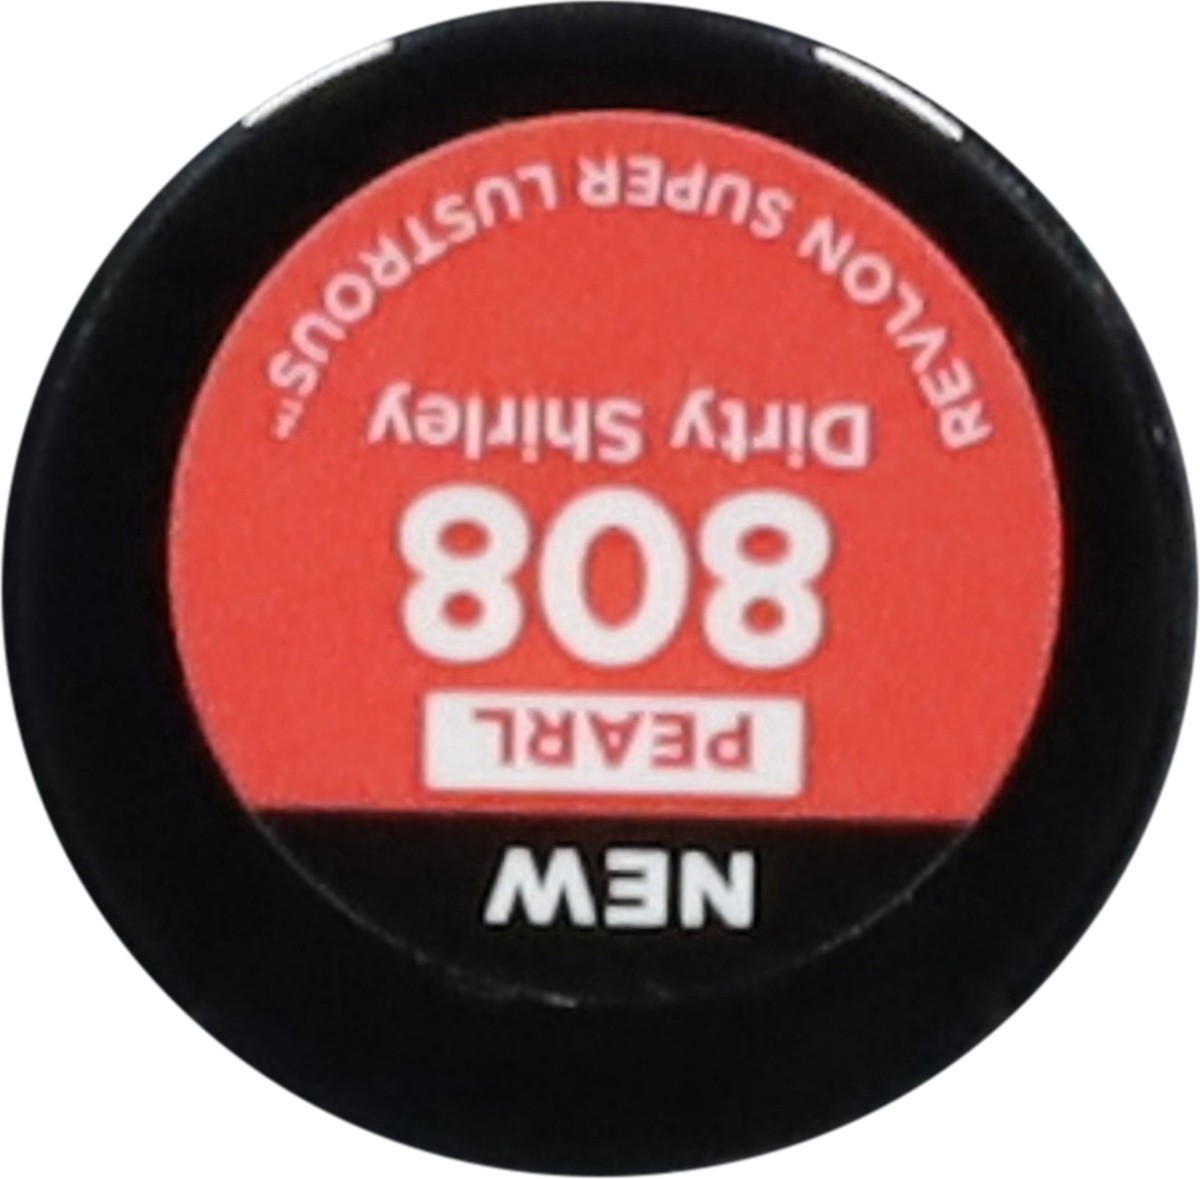 NEW
PEARL
808
Dirty Shirley
REVLON SUPER LUSTROUS™